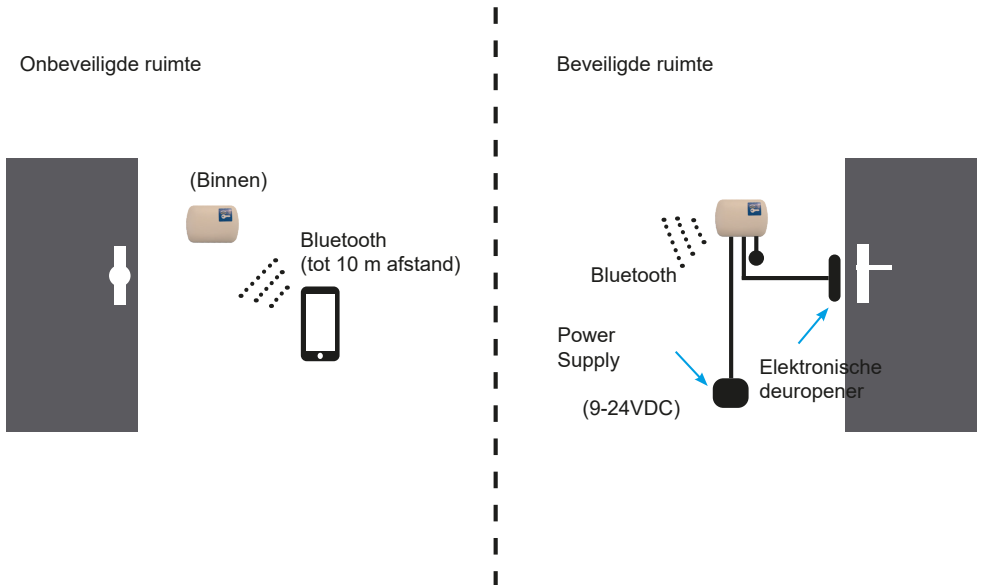 Onbeveiligde ruimte
(Binnen)
Bluetooth
(tot 10 m afstand)
Beveiligde ruimte
Bluetooth
Power
Supply
(9-24VDC)
Elektronische
deuropener